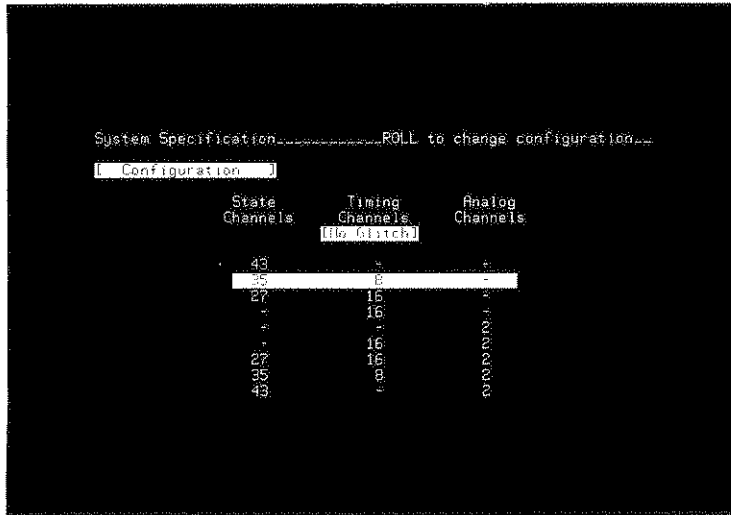 System Specification____________ROLL to change configuration__
[ Configuration ]
State Timing Analog
Channels Channels Channels
[No Glitch]
43 - -
35 8 -
27 16 -
- 16 -
- - 2
- 16 2
27 16 2
35 8 2
43 - 2